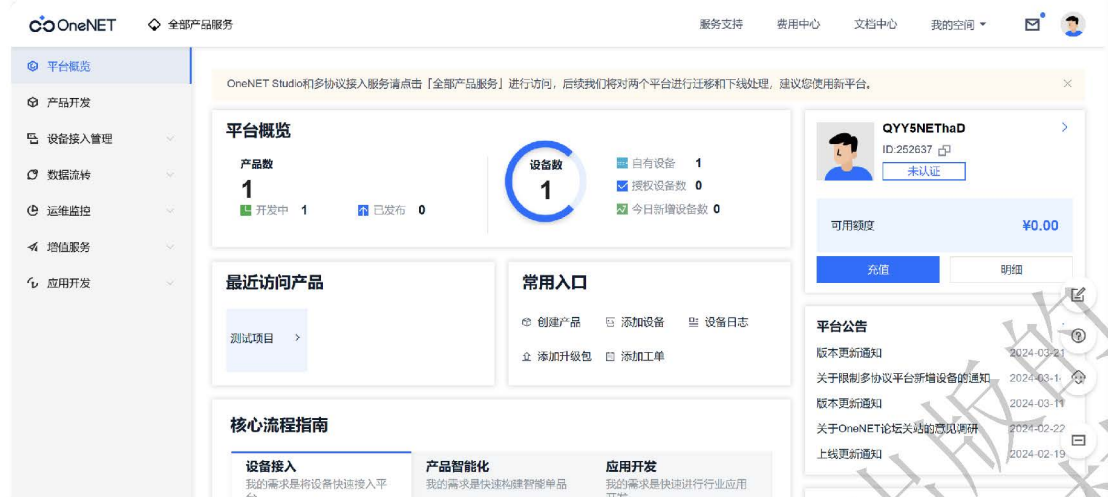 OneNET 全部产品服务 服务支持 费用中心 文档中心 我的空间
平台概览
产品开发
设备接入管理
数据流转
运维监控
增值服务
应用开发
OneNET Studio和多协议接入服务请点击「全部产品服务」进行访问，后续我们将对两个平台进行迁移和下线处理，建议您使用新平台。
平台概览
产品数
1
开发中 1 已发布 0
设备数
1
自有设备 1
授权设备数 0
今日新增设备数 0
QYY5NEThaD
ID:252637
未认证
可用额度 ¥0.00
充值 明细
最近访问产品
测试项目
常用入口
创建产品 添加设备 设备日志
添加升级包 添加工单
平台公告
版本更新通知 2024-03-21
关于限制多协议平台新增设备的通知 2024-03-1
版本更新通知 2024-03-11
关于OneNET论坛关站的意见调研 2024-02-22
上线更新通知 2024-02-19
核心流程指南
设备接入
我的需求是将设备快速接入平
产品智能化
我的需求是快速构建智能单品
应用开发
我的需求是快速进行行业应用
出版的